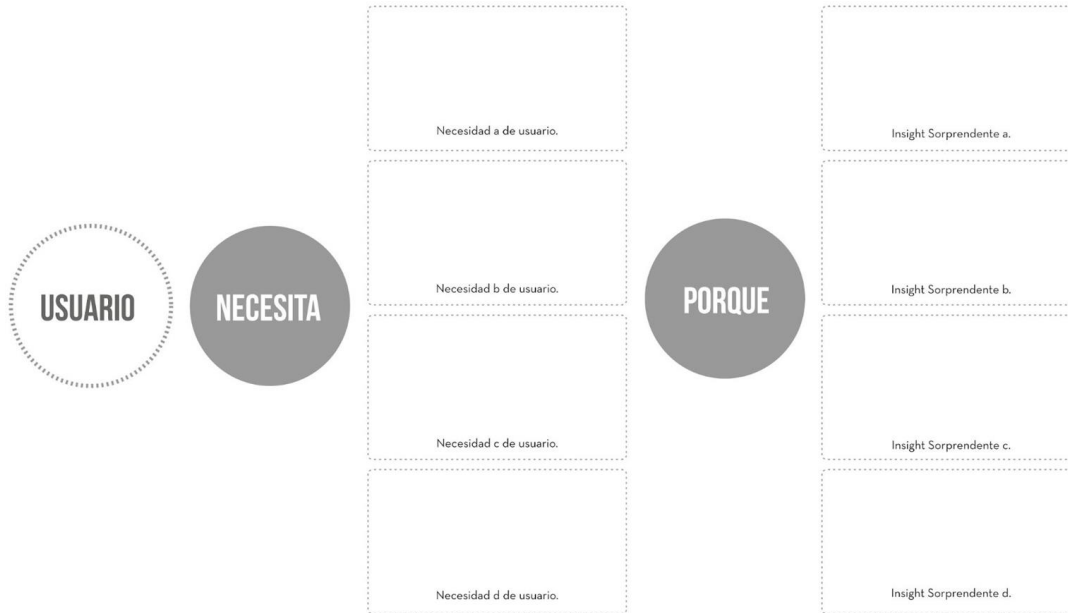 USUARIO
NECESITA
Necesidad a de usuario.
Necesidad b de usuario.
Necesidad c de usuario.
Necesidad d de usuario.
PORQUE
Insight Sorprendente a.
Insight Sorprendente b.
Insight Sorprendente c.
Insight Sorprendente d.